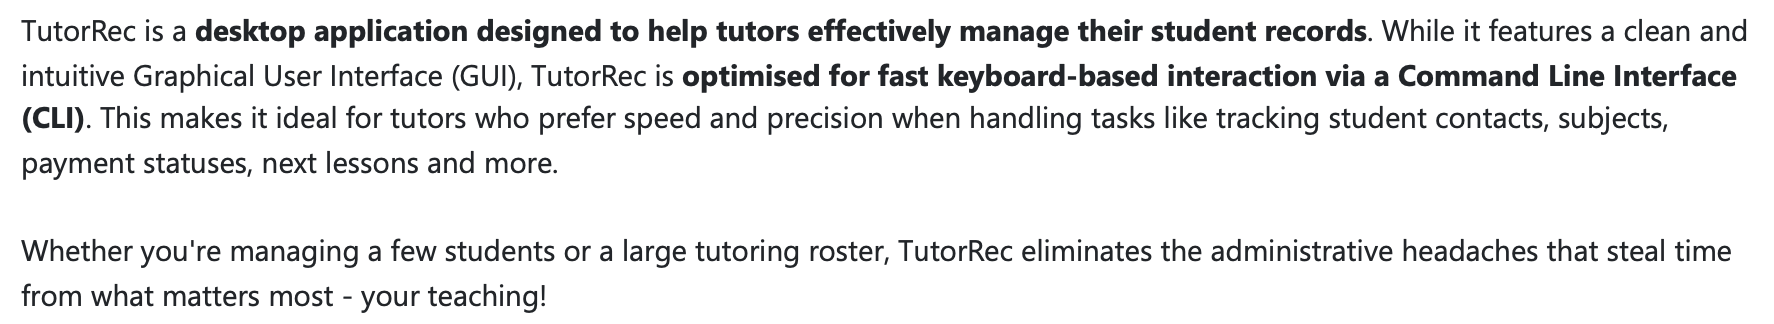 TutorRec is a desktop application designed to help tutors effectively manage their student records. While it features a clean and
intuitive Graphical User Interface (GUI), TutorRec is optimised for fast keyboard-based interaction via a Command Line Interface
(CLI). This makes it ideal for tutors who prefer speed and precision when handling tasks like tracking student contacts, subjects,
payment statuses, next lessons and more.
Whether you're managing a few students or a large tutoring roster, TutorRec eliminates the administrative headaches that steal time
from what matters most - your teaching!